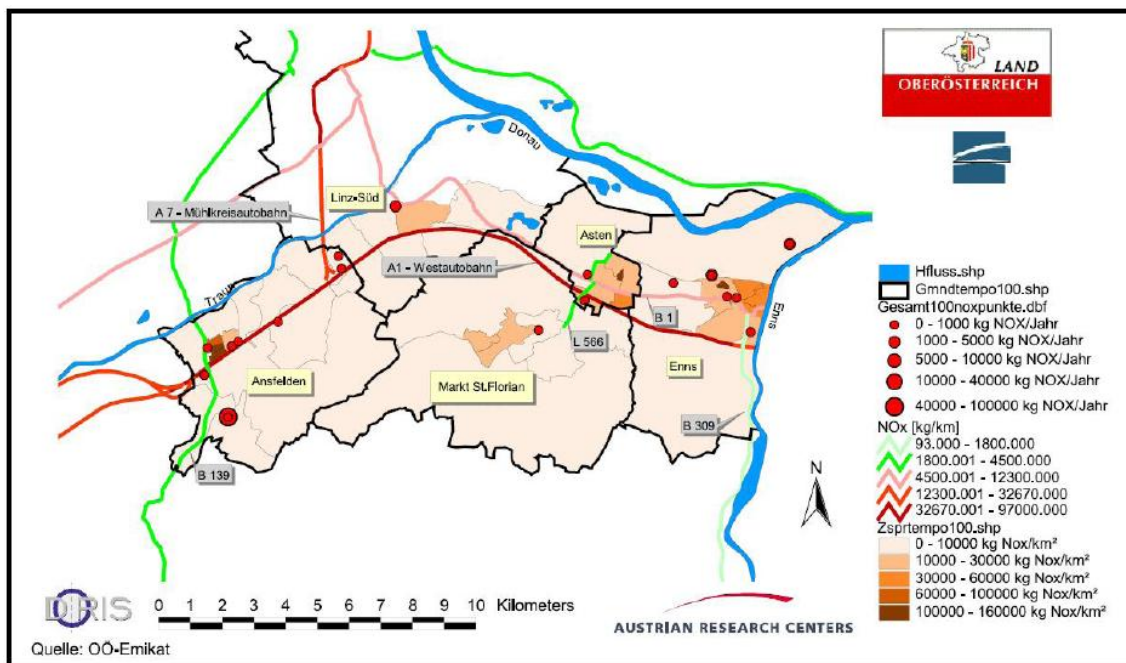 LAND
OBERÖSTERREICH
Donau
Linz-Süd
A 7 - Mühlkreisautobahn
Asten
A1 - Westautobahn
Traun
Enns
B 1
L 566
Ansfelden
Markt St.Florian
Enns
B 309
B 139
N
Hfluss.shp
Gmndtempo100.shp
Gesamt100noxpunkte.dbf
0 - 1000 kg NOX/Jahr
1000 - 5000 kg NOX/Jahr
5000 - 10000 kg NOX/Jahr
10000 - 40000 kg NOX/Jahr
40000 - 100000 kg NOX/Jahr
NOx [kg/km]
93.000 - 1800.000
1800.001 - 4500.000
4500.001 - 12300.000
12300.001 - 32670.000
32670.001 - 97000.000
Zsprtempo100.shp
0 - 10000 kg Nox/km²
10000 - 30000 kg Nox/km²
30000 - 60000 kg Nox/km²
60000 - 100000 kg Nox/km²
100000 - 160000 kg Nox/km²
DORIS
0 1 2 3 4 5 6 7 8 9 10 Kilometers
AUSTRIAN RESEARCH CENTERS
Quelle: OÖ-Emikat